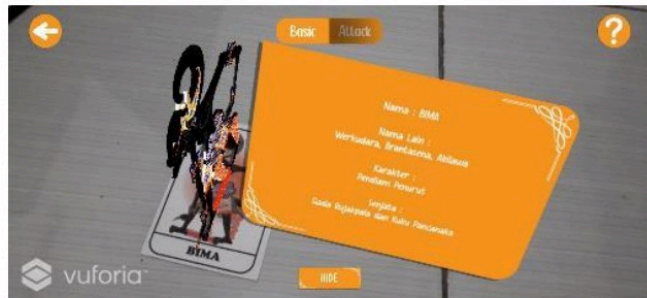 Basic Attack
?
Nama : BIMA
Nama Lain :
Werkudara, Brantasena, Abilawa
Karakter :
Pendiam Penurut
Senjata :
Gada Rujakpala dan Kuku Pancanaka
BIMA
vuforia
HIDE